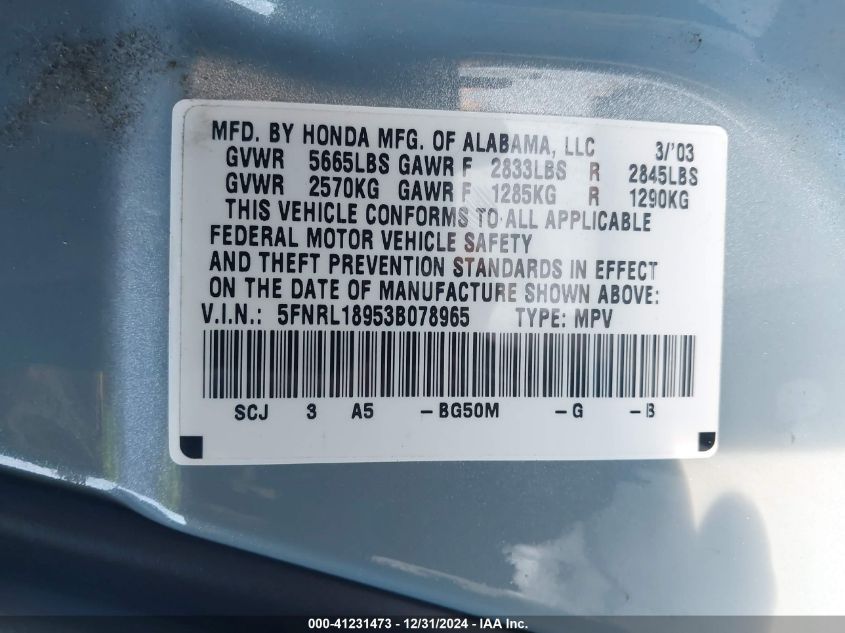 MFD. BY HONDA MFG. OF ALABAMA, LLC 3/'03
GVWR 5665LBS GAWR F 2833LBS R 2845LBS
GVWR 2570KG GAWR F 1285KG R 1290KG
THIS VEHICLE CONFORMS TO ALL APPLICABLE
FEDERAL MOTOR VEHICLE SAFETY
AND THEFT PREVENTION STANDARDS IN EFFECT
ON THE DATE OF MANUFACTURE SHOWN ABOVE:
V.I.N.: 5FNRL18953B078965 TYPE: MPV
SCJ 3 A5 -BG50M -G -B
000-41231473 - 12/31/2024 - IAA Inc.